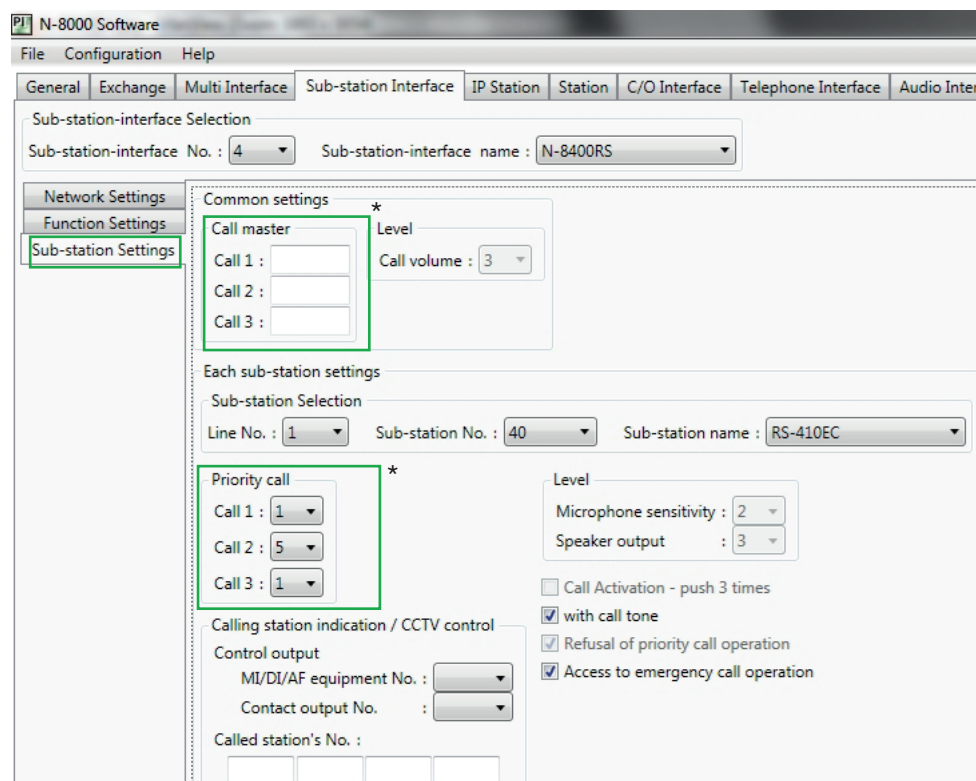 PJ N-8000 Software
File Configuration Help
General Exchange Multi Interface Sub-station Interface IP Station Station C/O Interface Telephone Interface Audio Inter
Sub-station-interface Selection
Sub-station-interface No. : 4 Sub-station-interface name : N-8400RS
Network Settings
Function Settings
Sub-station Settings
Common settings
*
Call master
Call 1 :
Call 2 :
Call 3 :
Level
Call volume : 3
Each sub-station settings
Sub-station Selection
Line No. : 1 Sub-station No. : 40 Sub-station name : RS-410EC
*
Priority call
Call 1 : 1
Call 2 : 5
Call 3 : 1
Level
Microphone sensitivity : 2
Speaker output : 3
Call Activation - push 3 times
with call tone
Refusal of priority call operation
Access to emergency call operation
Calling station indication / CCTV control
Control output
MI/DI/AF equipment No. :
Contact output No. :
Called station's No. :